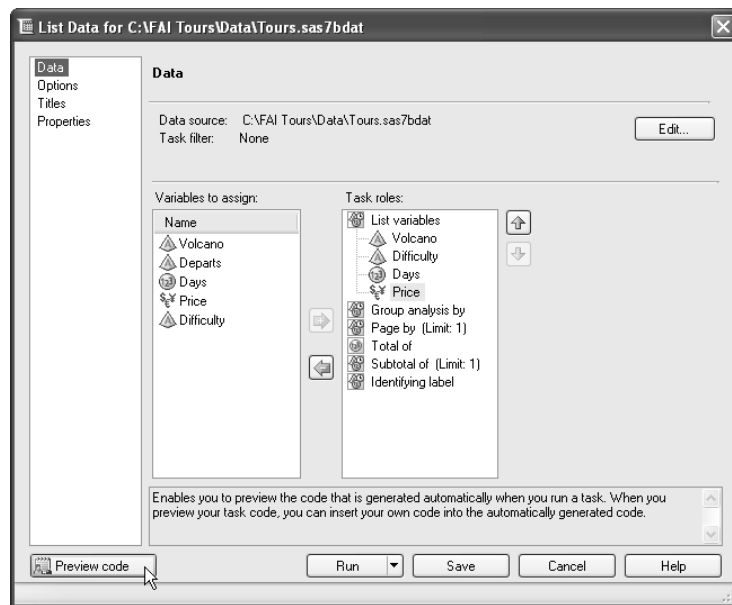 List Data for C:\FAI Tours\Data\Tours.sas7bdat
Data
Options
Titles
Properties
Data
Data source: C:\FAI Tours\Data\Tours.sas7bdat
Task filter: None
Edit...
Variables to assign:
Name
Volcano
Departs
Days
Price
Difficulty
Task roles:
List variables
Volcano
Difficulty
Days
Price
Group analysis by
Page by (Limit: 1)
Total of
Subtotal of (Limit: 1)
Identifying label
Enables you to preview the code that is generated automatically when you run a task. When you
preview your task code, you can insert your own code into the automatically generated code.
Preview code
Run
Save
Cancel
Help